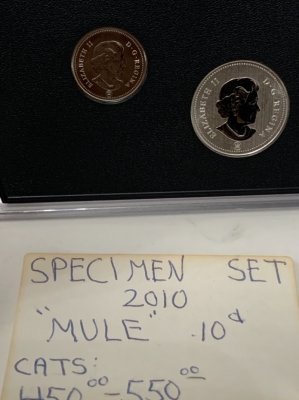 ELIZABETH II D·G·REGINA
ELIZABETH II D·G·REGINA
SPECIMEN SET
2010
"MULE" 10¢
CATS:
450⁰⁰-550⁰⁰